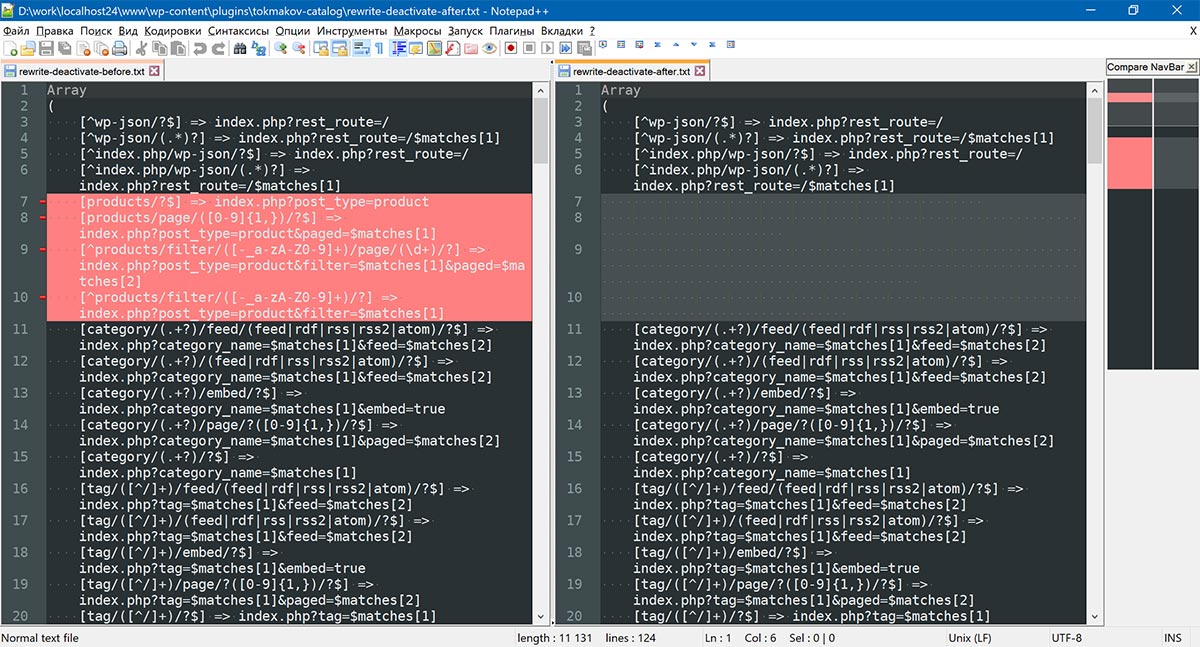 D:\work\localhost24\www\wp-content\plugins\tokmakov-catalog\rewrite-deactivate-after.txt - Notepad++
Файл Правка Поиск Вид Кодировки Синтаксисы Опции Инструменты Макросы Запуск Плагины Вкладки ? X
rewrite-deactivate-before.txt
1 Array
2 (
3 [^wp-json/?$] => index.php?rest_route=/
4 [^wp-json/(.*)?] => index.php?rest_route=/$matches[1]
5 [^index.php/wp-json/?$] => index.php?rest_route=/
6 [^index.php/wp-json/(.*)?] =>
index.php?rest_route=/$matches[1]
7 [products/?$] => index.php?post_type=product
8 [products/page/([0-9]{1,})/?$] =>
index.php?post_type=product&paged=$matches[1]
9 [^products/filter/([-_a-zA-Z0-9]+)/page/(\d+)/?] =>
index.php?post_type=product&filter=$matches[1]&paged=$ma
tches[2]
10 [^products/filter/([-_a-zA-Z0-9]+)/?] =>
index.php?post_type=product&filter=$matches[1]
11 [category/(.+?)/feed/(feed|rdf|rss|rss2|atom)/?$] =>
index.php?category_name=$matches[1]&feed=$matches[2]
12 [category/(.+?)/(feed|rdf|rss|rss2|atom)/?$] =>
index.php?category_name=$matches[1]&feed=$matches[2]
13 [category/(.+?)/embed/?$] =>
index.php?category_name=$matches[1]&embed=true
14 [category/(.+?)/page/?([0-9]{1,})/?$] =>
index.php?category_name=$matches[1]&paged=$matches[2]
15 [category/(.+?)/?$] =>
index.php?category_name=$matches[1]
16 [tag/([^/]+)/feed/(feed|rdf|rss|rss2|atom)/?$] =>
index.php?tag=$matches[1]&feed=$matches[2]
17 [tag/([^/]+)/(feed|rdf|rss|rss2|atom)/?$] =>
index.php?tag=$matches[1]&feed=$matches[2]
18 [tag/([^/]+)/embed/?$] =>
index.php?tag=$matches[1]&embed=true
19 [tag/([^/]+)/page/?([0-9]{1,})/?$] =>
index.php?tag=$matches[1]&paged=$matches[2]
20 [tag/([^/]+)/?$] => index.php?tag=$matches[1]
rewrite-deactivate-after.txt
1 Array
2 (
3 [^wp-json/?$] => index.php?rest_route=/
4 [^wp-json/(.*)?] => index.php?rest_route=/$matches[1]
5 [^index.php/wp-json/?$] => index.php?rest_route=/
6 [^index.php/wp-json/(.*)?] =>
index.php?rest_route=/$matches[1]
7
8
9
10
11 [category/(.+?)/feed/(feed|rdf|rss|rss2|atom)/?$] =>
index.php?category_name=$matches[1]&feed=$matches[2]
12 [category/(.+?)/(feed|rdf|rss|rss2|atom)/?$] =>
index.php?category_name=$matches[1]&feed=$matches[2]
13 [category/(.+?)/embed/?$] =>
index.php?category_name=$matches[1]&embed=true
14 [category/(.+?)/page/?([0-9]{1,})/?$] =>
index.php?category_name=$matches[1]&paged=$matches[2]
15 [category/(.+?)/?$] =>
index.php?category_name=$matches[1]
16 [tag/([^/]+)/feed/(feed|rdf|rss|rss2|atom)/?$] =>
index.php?tag=$matches[1]&feed=$matches[2]
17 [tag/([^/]+)/(feed|rdf|rss|rss2|atom)/?$] =>
index.php?tag=$matches[1]&feed=$matches[2]
18 [tag/([^/]+)/embed/?$] =>
index.php?tag=$matches[1]&embed=true
19 [tag/([^/]+)/page/?([0-9]{1,})/?$] =>
index.php?tag=$matches[1]&paged=$matches[2]
20 [tag/([^/]+)/?$] => index.php?tag=$matches[1]
Compare NavBar
Normal text file length : 11 131 lines : 124 Ln : 1 Col : 6 Sel : 0 | 0 Unix (LF) UTF-8 INS